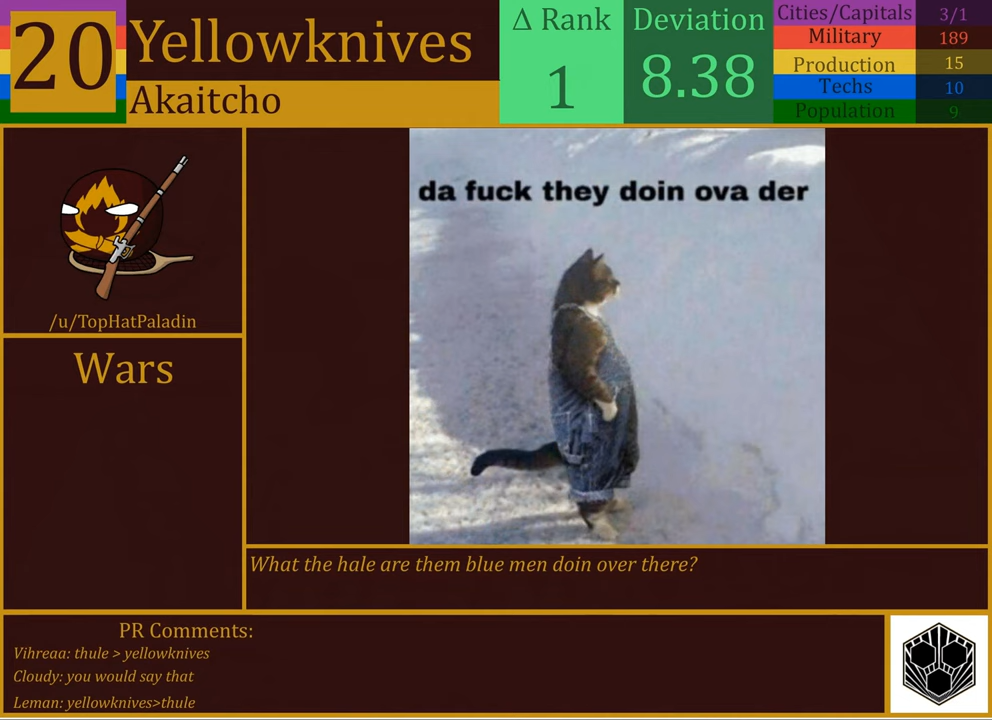 20
Yellowknives
Akaitcho
Δ Rank
1
Deviation
8.38
Cities/Capitals 3/1
Military 189
Production 15
Techs 10
Population 9
/u/TopHatPaladin
Wars
da fuck they doin ova der
What the hale are them blue men doin over there?
PR Comments:
Vihreaa: thule > yellowknives
Cloudy: you would say that
Leman: yellowknives>thule